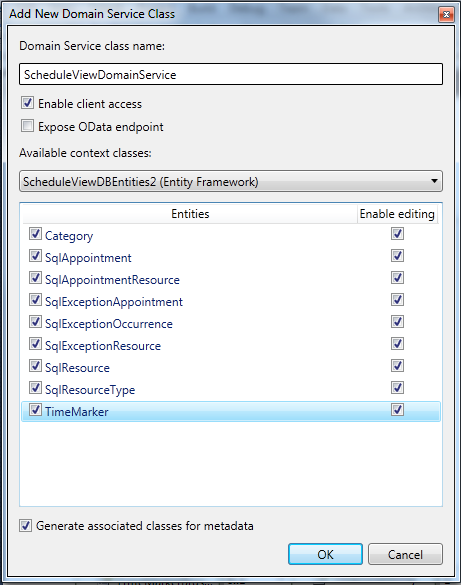 Add New Domain Service Class
Domain Service class name:
ScheduleViewDomainService
Enable client access
Expose OData endpoint
Available context classes:
ScheduleViewDBEntities2 (Entity Framework)
Entities Enable editing
Category
SqlAppointment
SqlAppointmentResource
SqlExceptionAppointment
SqlExceptionOccurrence
SqlExceptionResource
SqlResource
SqlResourceType
TimeMarker
Generate associated classes for metadata
OK Cancel